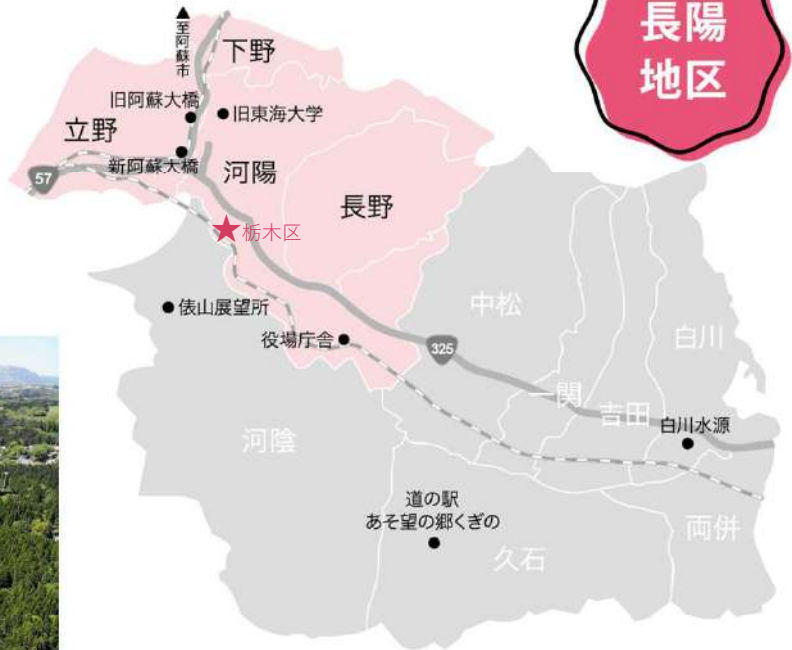 長陽
地区
至阿蘇市
下野
旧阿蘇大橋
旧東海大学
立野
新阿蘇大橋
河陽
57
長野
栃木区
中松
俵山展望所
役場庁舎
325
白川
一関
吉田
白川水源
河陰
道の駅
あそ望の郷くぎの
両併
久石